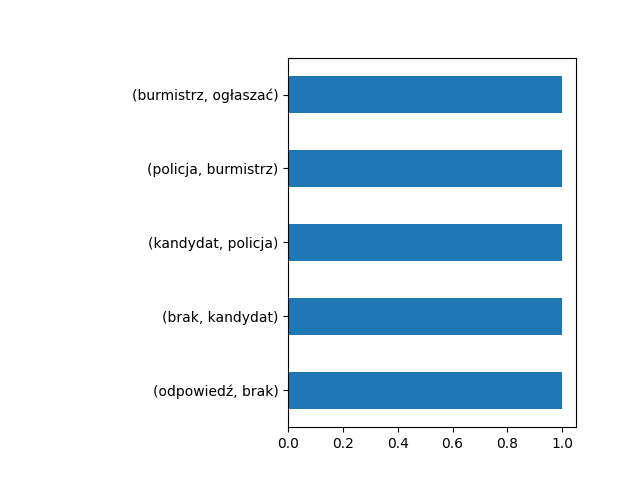 (burmistrz, ogłaszać)
(policja, burmistrz)
(kandydat, policja)
(brak, kandydat)
(odpowiedź, brak)
0.0 0.2 0.4 0.6 0.8 1.0